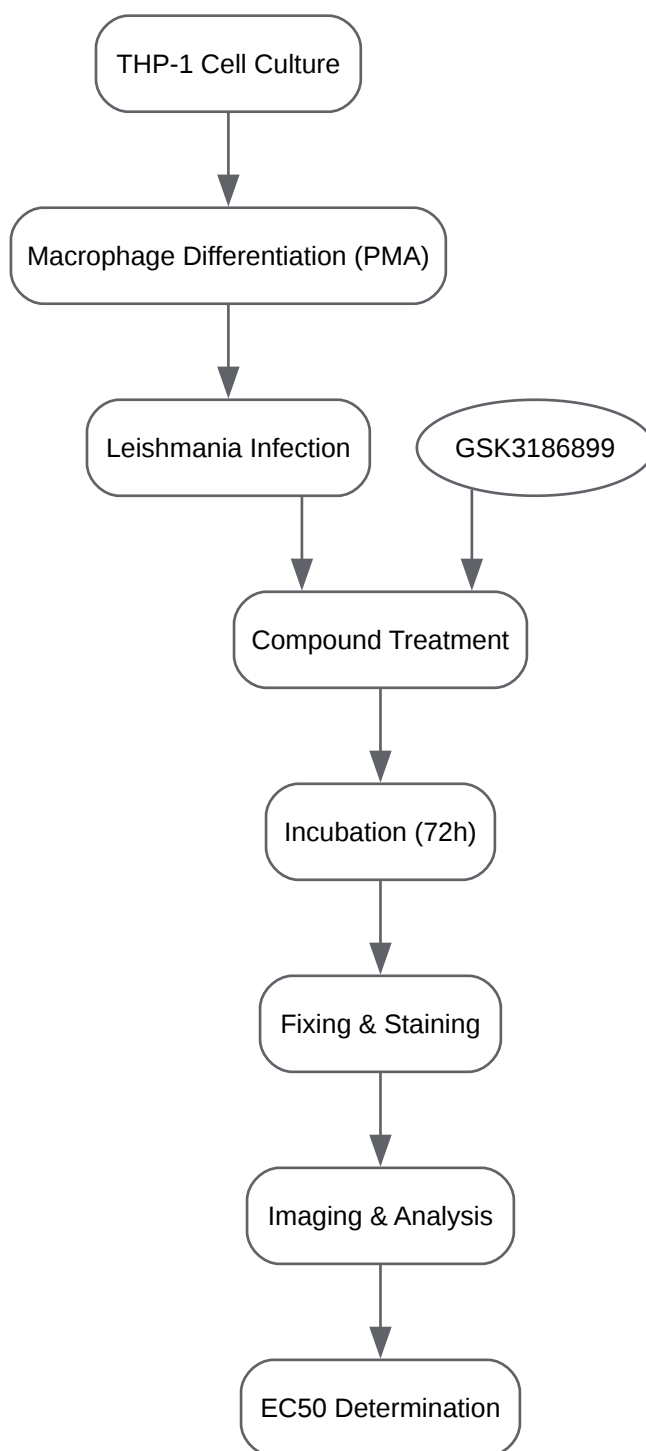 THP-1 Cell Culture
Macrophage Differentiation (PMA)
Leishmania Infection
GSK3186899
Compound Treatment
Incubation (72h)
Fixing & Staining
Imaging & Analysis
EC50 Determination